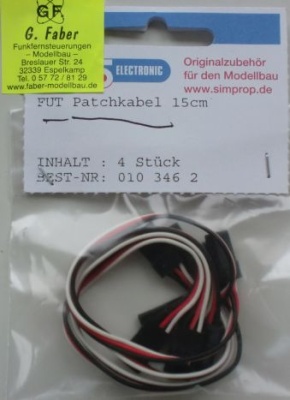 GF
G. Faber
Funkfernsteuerungen
– Modellbau –
Breslauer Str. 24
32339 Espelkamp
Tel. 0 57 72 / 81 29
www.faber-modellbau.de
S ELECTRONIC
Originalzubehör
für den Modellbau
www.simprop.de
FUT Patchkabel 15cm
INHALT : 4 Stück
BEST-NR: 010 346 2